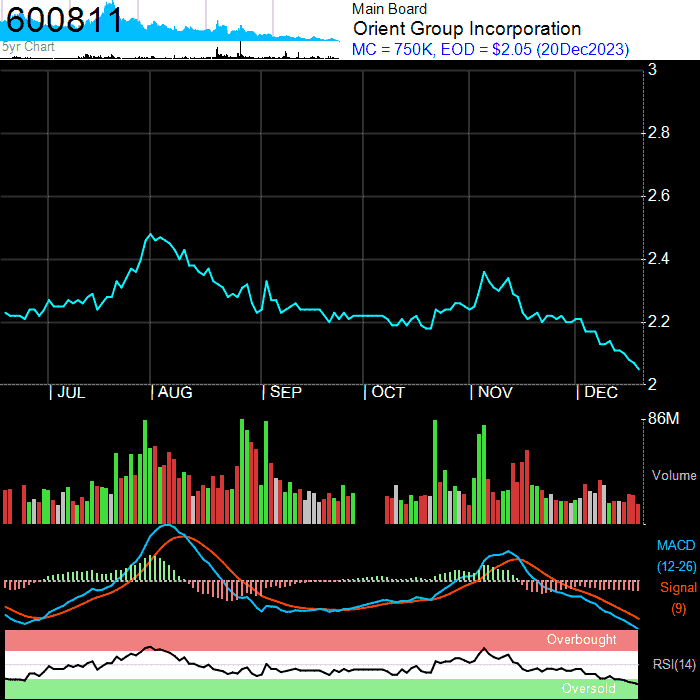 600811
5yr Chart
Main Board
Orient Group Incorporation
MC = 750K, EOD = $2.05 (20Dec2023)
3
2.8
2.6
2.4
2.2
2
| JUL | AUG | SEP | OCT | NOV | DEC
86M
Volume
MACD
(12-26)
Signal
(9)
Overbought
RSI(14)
Oversold